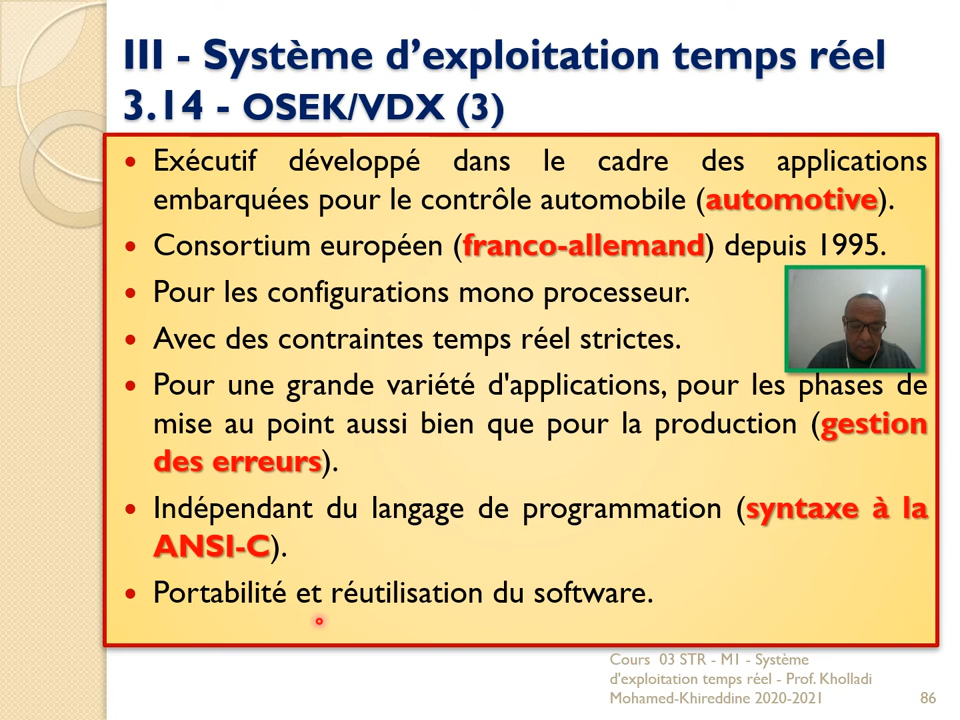 III - Système d’exploitation temps réel
3.14 - OSEK/VDX (3)
• Exécutif développé dans le cadre des applications
embarquées pour le contrôle automobile (automotive).
• Consortium européen (franco-allemand) depuis 1995.
• Pour les configurations mono processeur.
• Avec des contraintes temps réel strictes.
• Pour une grande variété d'applications, pour les phases de
mise au point aussi bien que pour la production (gestion
des erreurs).
• Indépendant du langage de programmation (syntaxe à la
ANSI-C).
• Portabilité et réutilisation du software.
Cours 03 STR - M1 - Système
d'exploitation temps réel - Prof. Kholladi
Mohamed-Khireddine 2020-2021
86